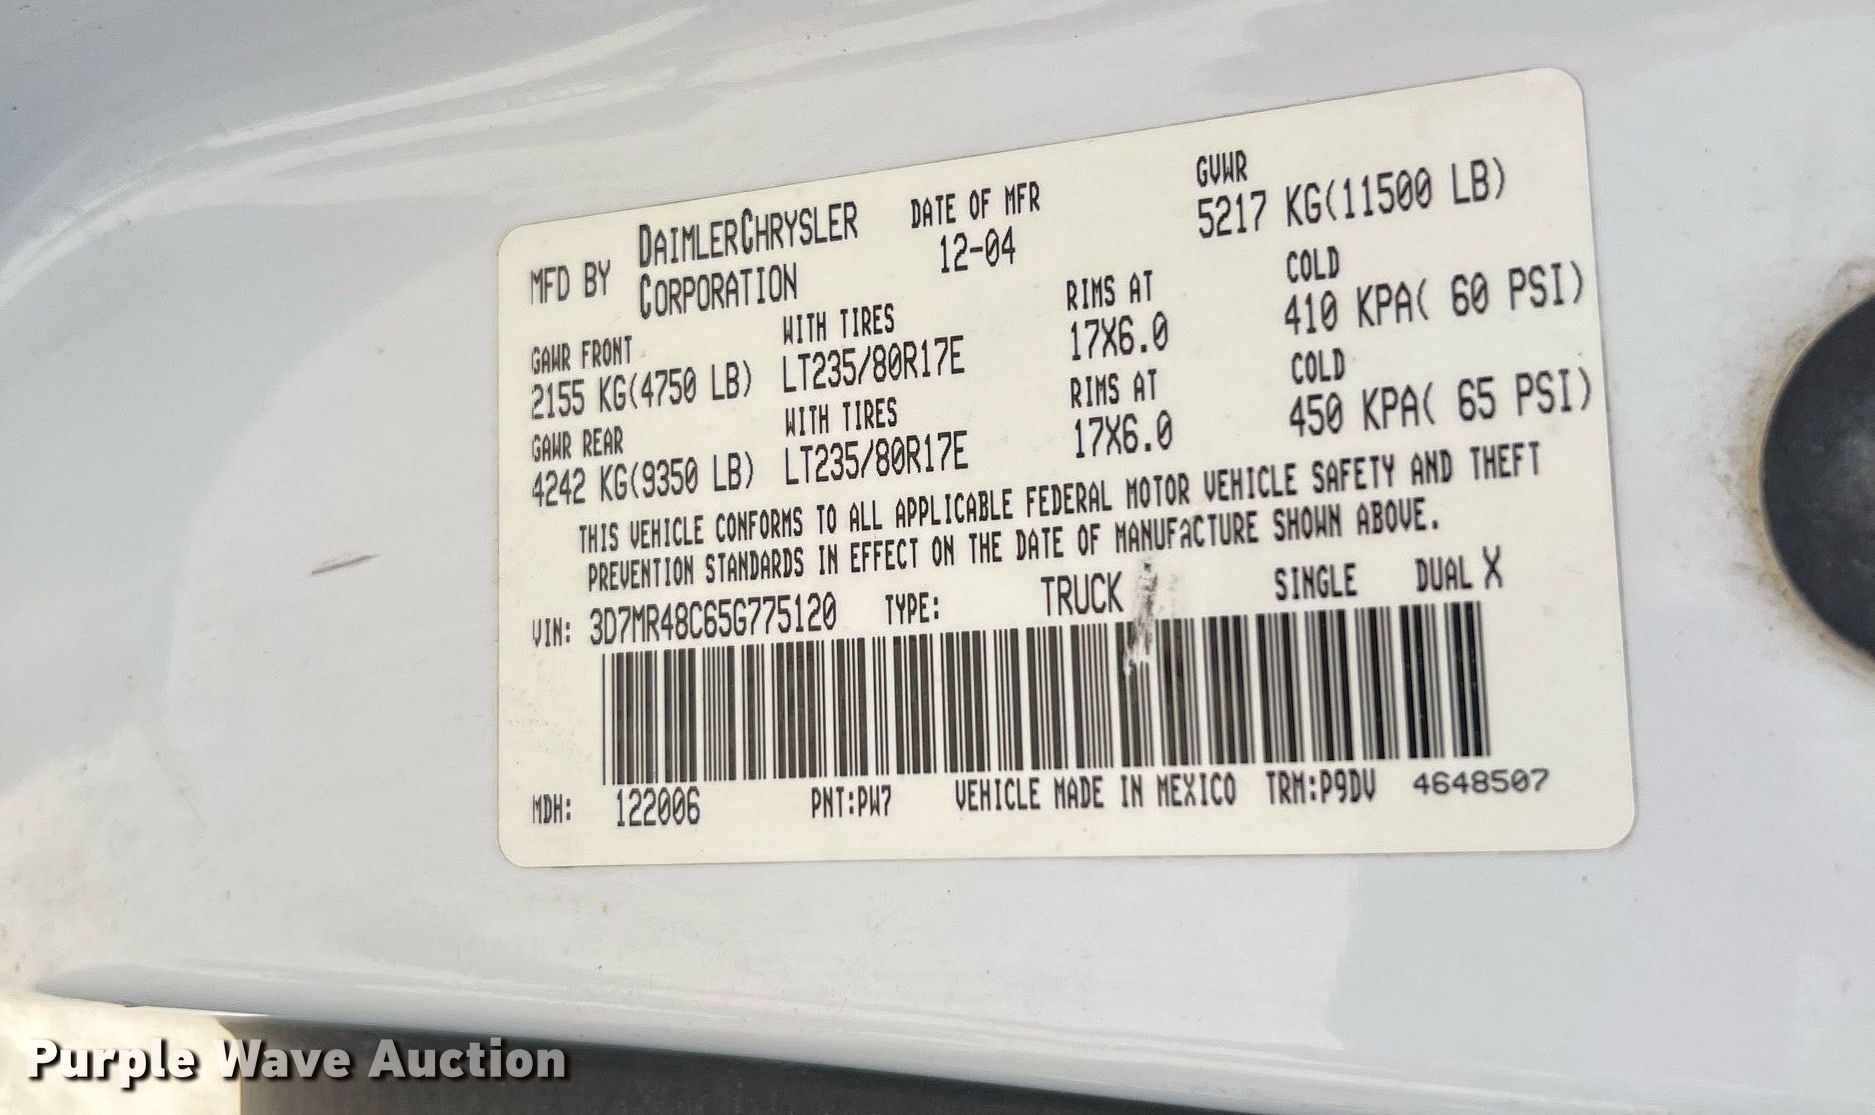 MFD BY DAIMLERCHRYSLER CORPORATION
DATE OF MFR
12-04
GVWR
5217 KG(11500 LB)
GAWR FRONT WITH TIRES RIMS AT COLD
2155 KG(4750 LB) LT235/80R17E 17X6.0 410 KPA( 60 PSI)
GAWR REAR WITH TIRES RIMS AT COLD
4242 KG(9350 LB) LT235/80R17E 17X6.0 450 KPA( 65 PSI)
THIS VEHICLE CONFORMS TO ALL APPLICABLE FEDERAL MOTOR VEHICLE SAFETY AND THEFT
PREVENTION STANDARDS IN EFFECT ON THE DATE OF MANUFACTURE SHOWN ABOVE.
VIN: 3D7MR48C65G775120 TYPE: TRUCK SINGLE DUAL X
MDH: 122006 PNT:PW7 VEHICLE MADE IN MEXICO TRM:P9DV 4648507
Purple Wave Auction